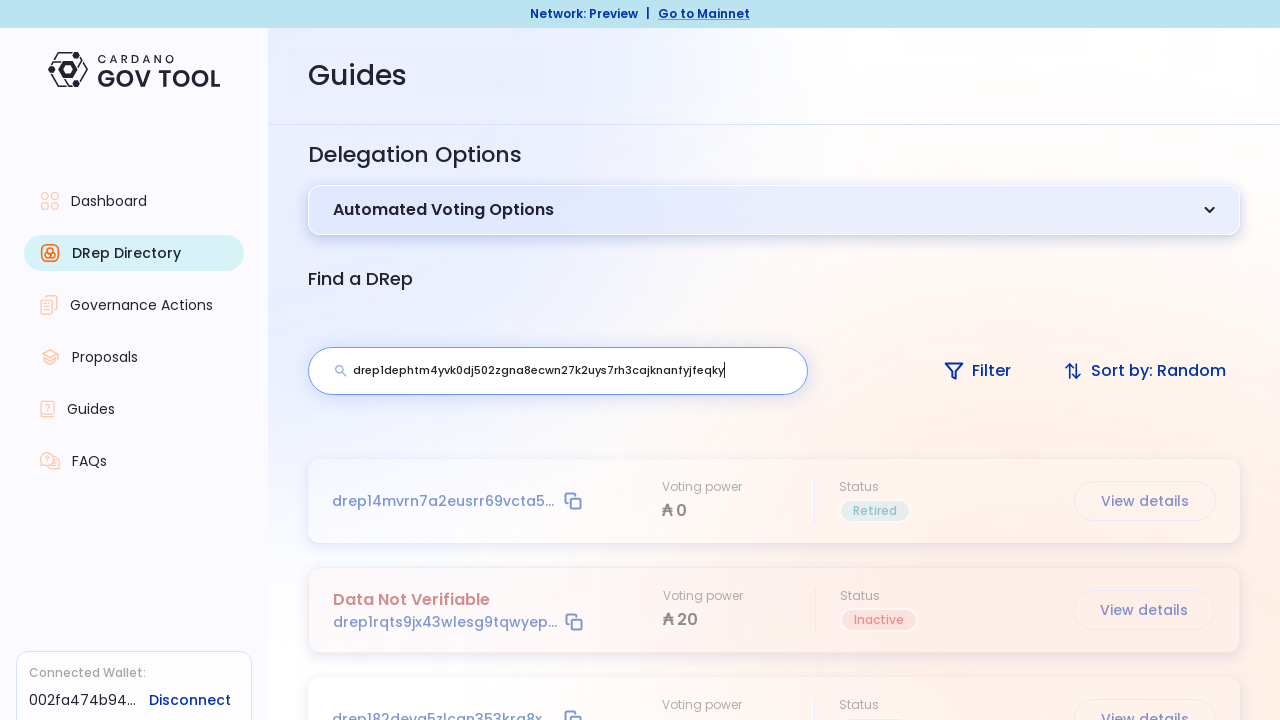 Network: Preview | Go to Mainnet
CARDANO
GOV TOOL
Guides
Delegation Options
Dashboard
Automated Voting Options
DRep Directory
Find a DRep
Governance Actions
Proposals
drep1dephtm4yvk0dj502zgna8ecwn27k2uys7rh3cajknanfyjfeqky
Filter
Sort by: Random
Guides
FAQs
drep14mvrn7a2eusrr69vcta5...
Voting power
₳ 0
Status
Retired
View details
Data Not Verifiable
drep1rqts9jx43wlesg9tqwyep...
Voting power
₳ 20
Status
Inactive
View details
Connected Wallet:
002fa474b94...
Disconnect
Voting power
Status
View details